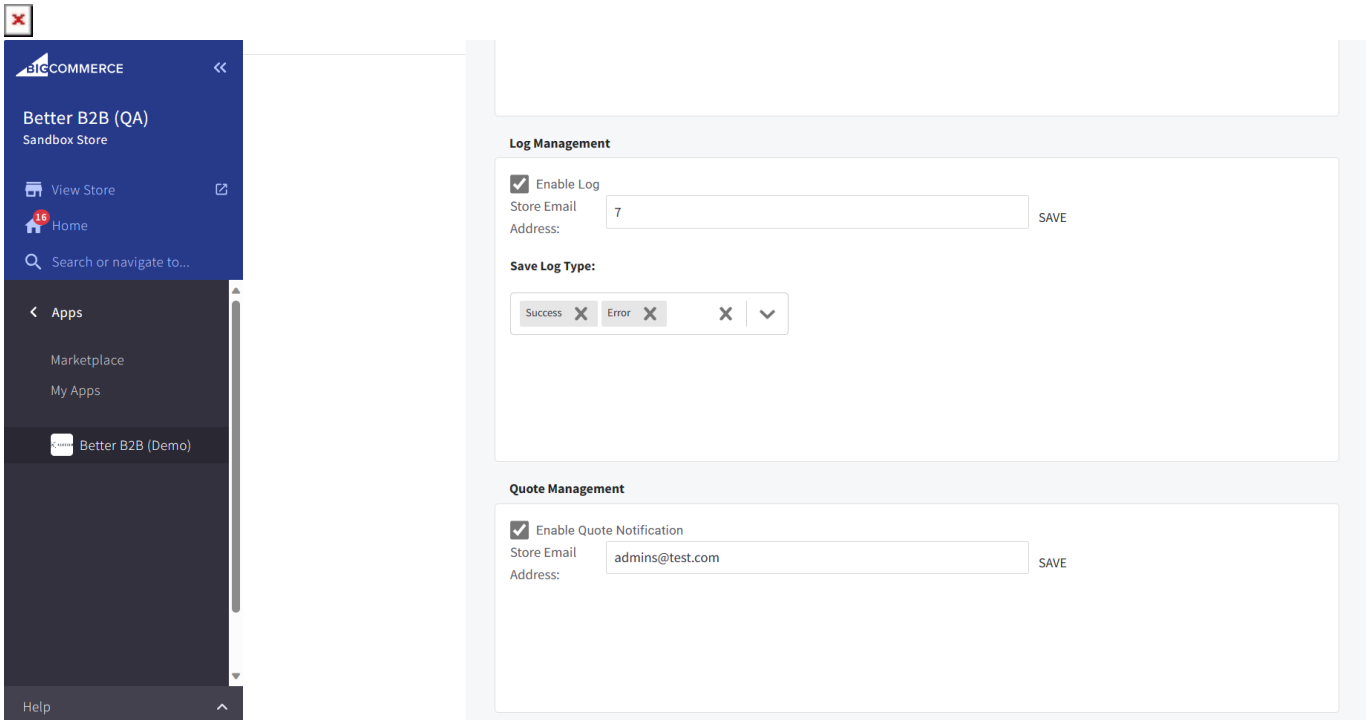 BIGCOMMERCE
Better B2B (QA)
Sandbox Store
View Store
16
Home
Search or navigate to...
Apps
Marketplace
My Apps
Better B2B (Demo)
Help
Log Management
Enable Log
Store Email
Address:
7
SAVE
Save Log Type:
Success
Error
Quote Management
Enable Quote Notification
Store Email
Address:
admins@test.com
SAVE